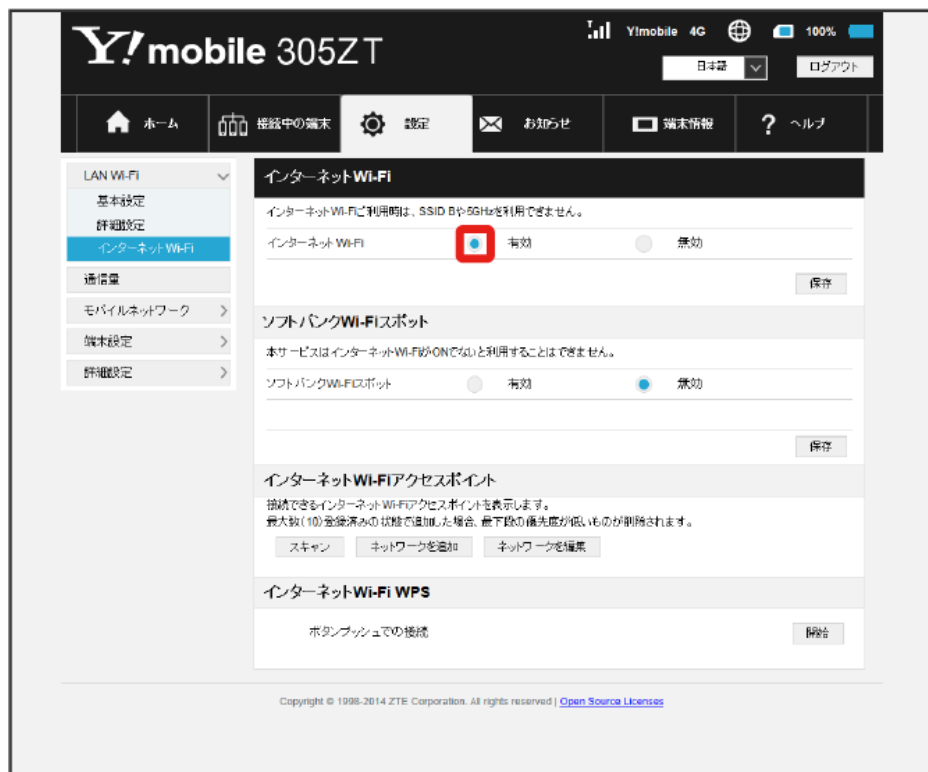 Y!mobile 4G 100%
Y!mobile 305ZT
日本語
ログアウト
ホーム
接続中の端末
設定
お知らせ
端末情報
? ヘルプ
LAN Wi-Fi
基本設定
詳細設定
インターネットWi-Fi
通信量
モバイルネットワーク
端末設定
詳細設定
インターネットWi-Fi
インターネットWi-Fiご利用時は、SSID Bや5GHzを利用できません。
インターネット Wi-Fi 有効 無効
保存
ソフトバンクWi-Fiスポット
本サービスはインターネットWi-FiがONでないと利用することはできません。
ソフトバンクWi-Fiスポット 有効 無効
保存
インターネットWi-Fiアクセスポイント
接続できるインターネットWi-Fiアクセスポイントを表示します。
最大数(10)登録済みの状態で追加した場合、最下段の優先度が低いものが削除されます。
スキャン ネットワークを追加 ネットワークを編集
インターネットWi-Fi WPS
ボタンプッシュでの接続 開始
Copyright © 1998-2014 ZTE Corporation. All rights reserved | Open Source Licenses